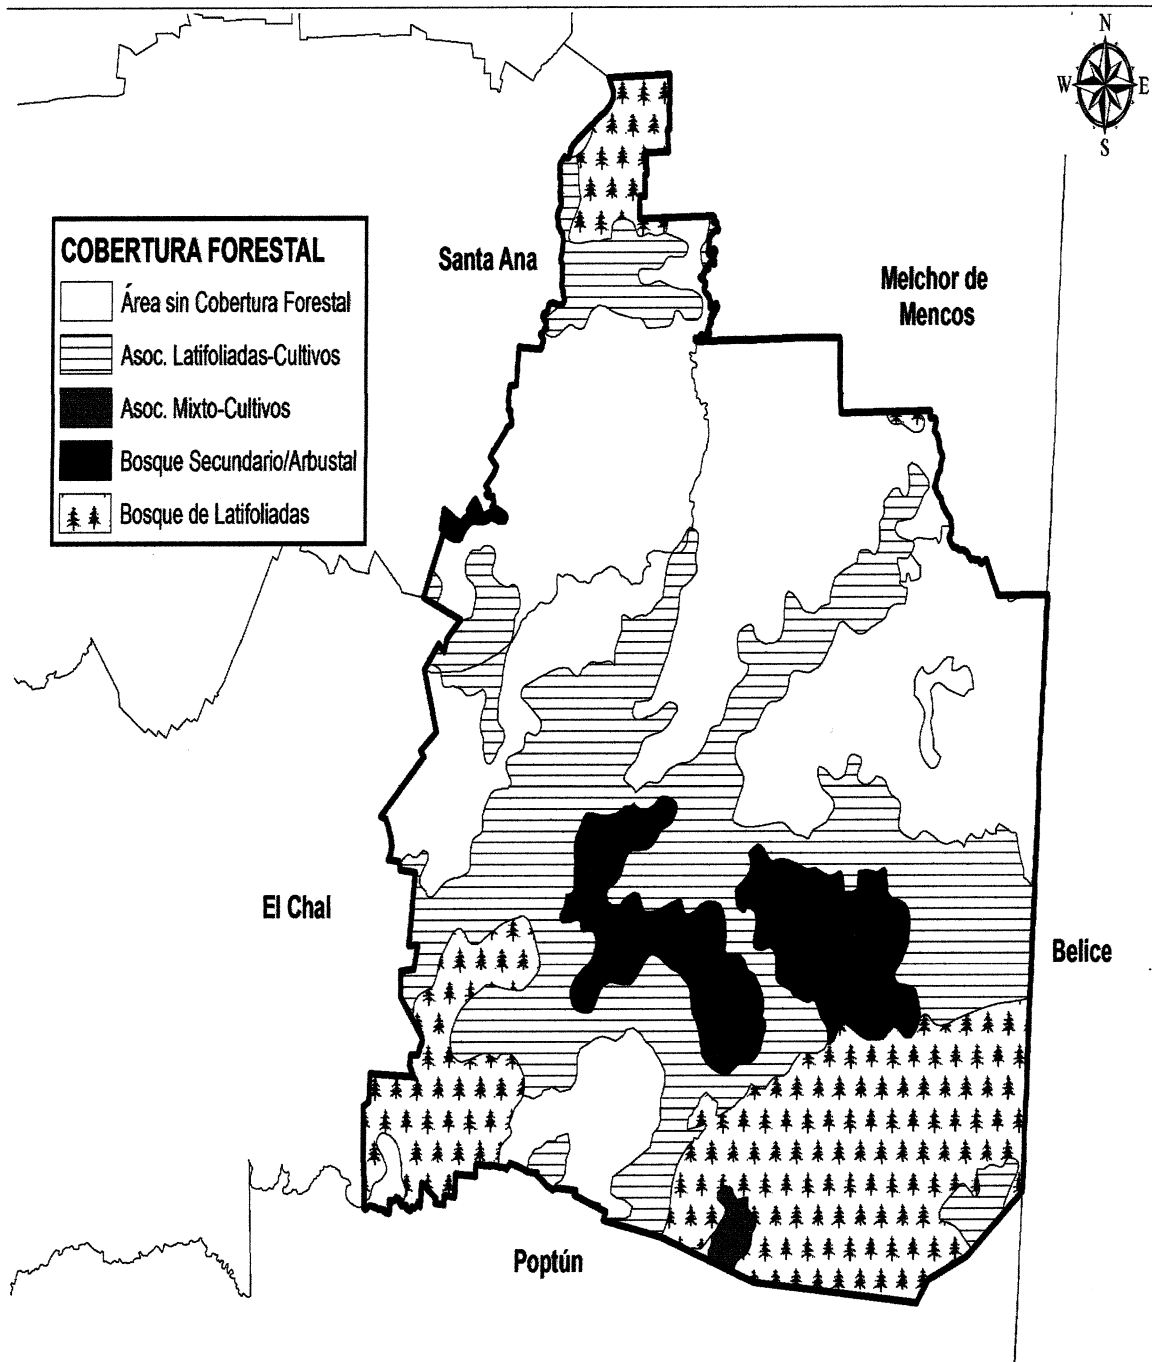 N
W E
S
COBERTURA FORESTAL
Área sin Cobertura Forestal
Asoc. Latifoliadas-Cultivos
Asoc. Mixto-Cultivos
Bosque Secundario/Arbustal
Bosque de Latifoliadas
Santa Ana
Melchor de
Mencos
El Chal
Belice
Poptún